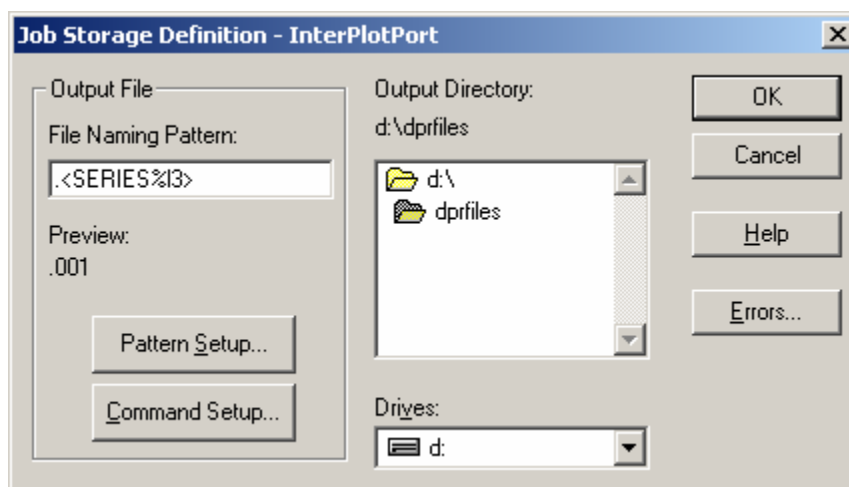 Job Storage Definition - InterPlotPort
Output File
File Naming Pattern:
.<SERIES%I3>
Preview:
.001
Pattern Setup...
Command Setup...
Output Directory:
d:\dprfiles
d:\
dprfiles
Drives:
d:
OK
Cancel
Help
Errors...